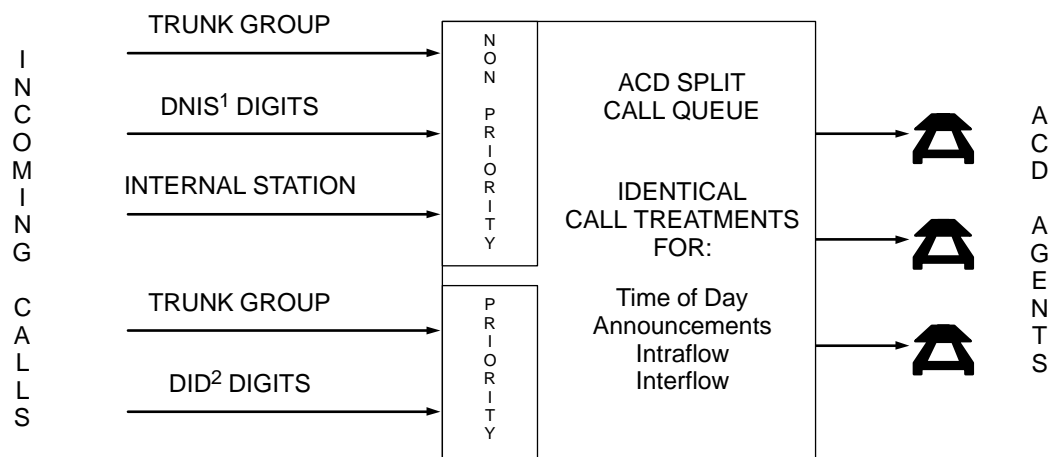 INCOMING CALLS
TRUNK GROUP
DNIS¹ DIGITS
INTERNAL STATION
TRUNK GROUP
DID² DIGITS
NON PRIORITY
PRIORITY
ACD SPLIT
CALL QUEUE
IDENTICAL
CALL TREATMENTS
FOR:
Time of Day
Announcements
Intraflow
Interflow
ACD AGENTS